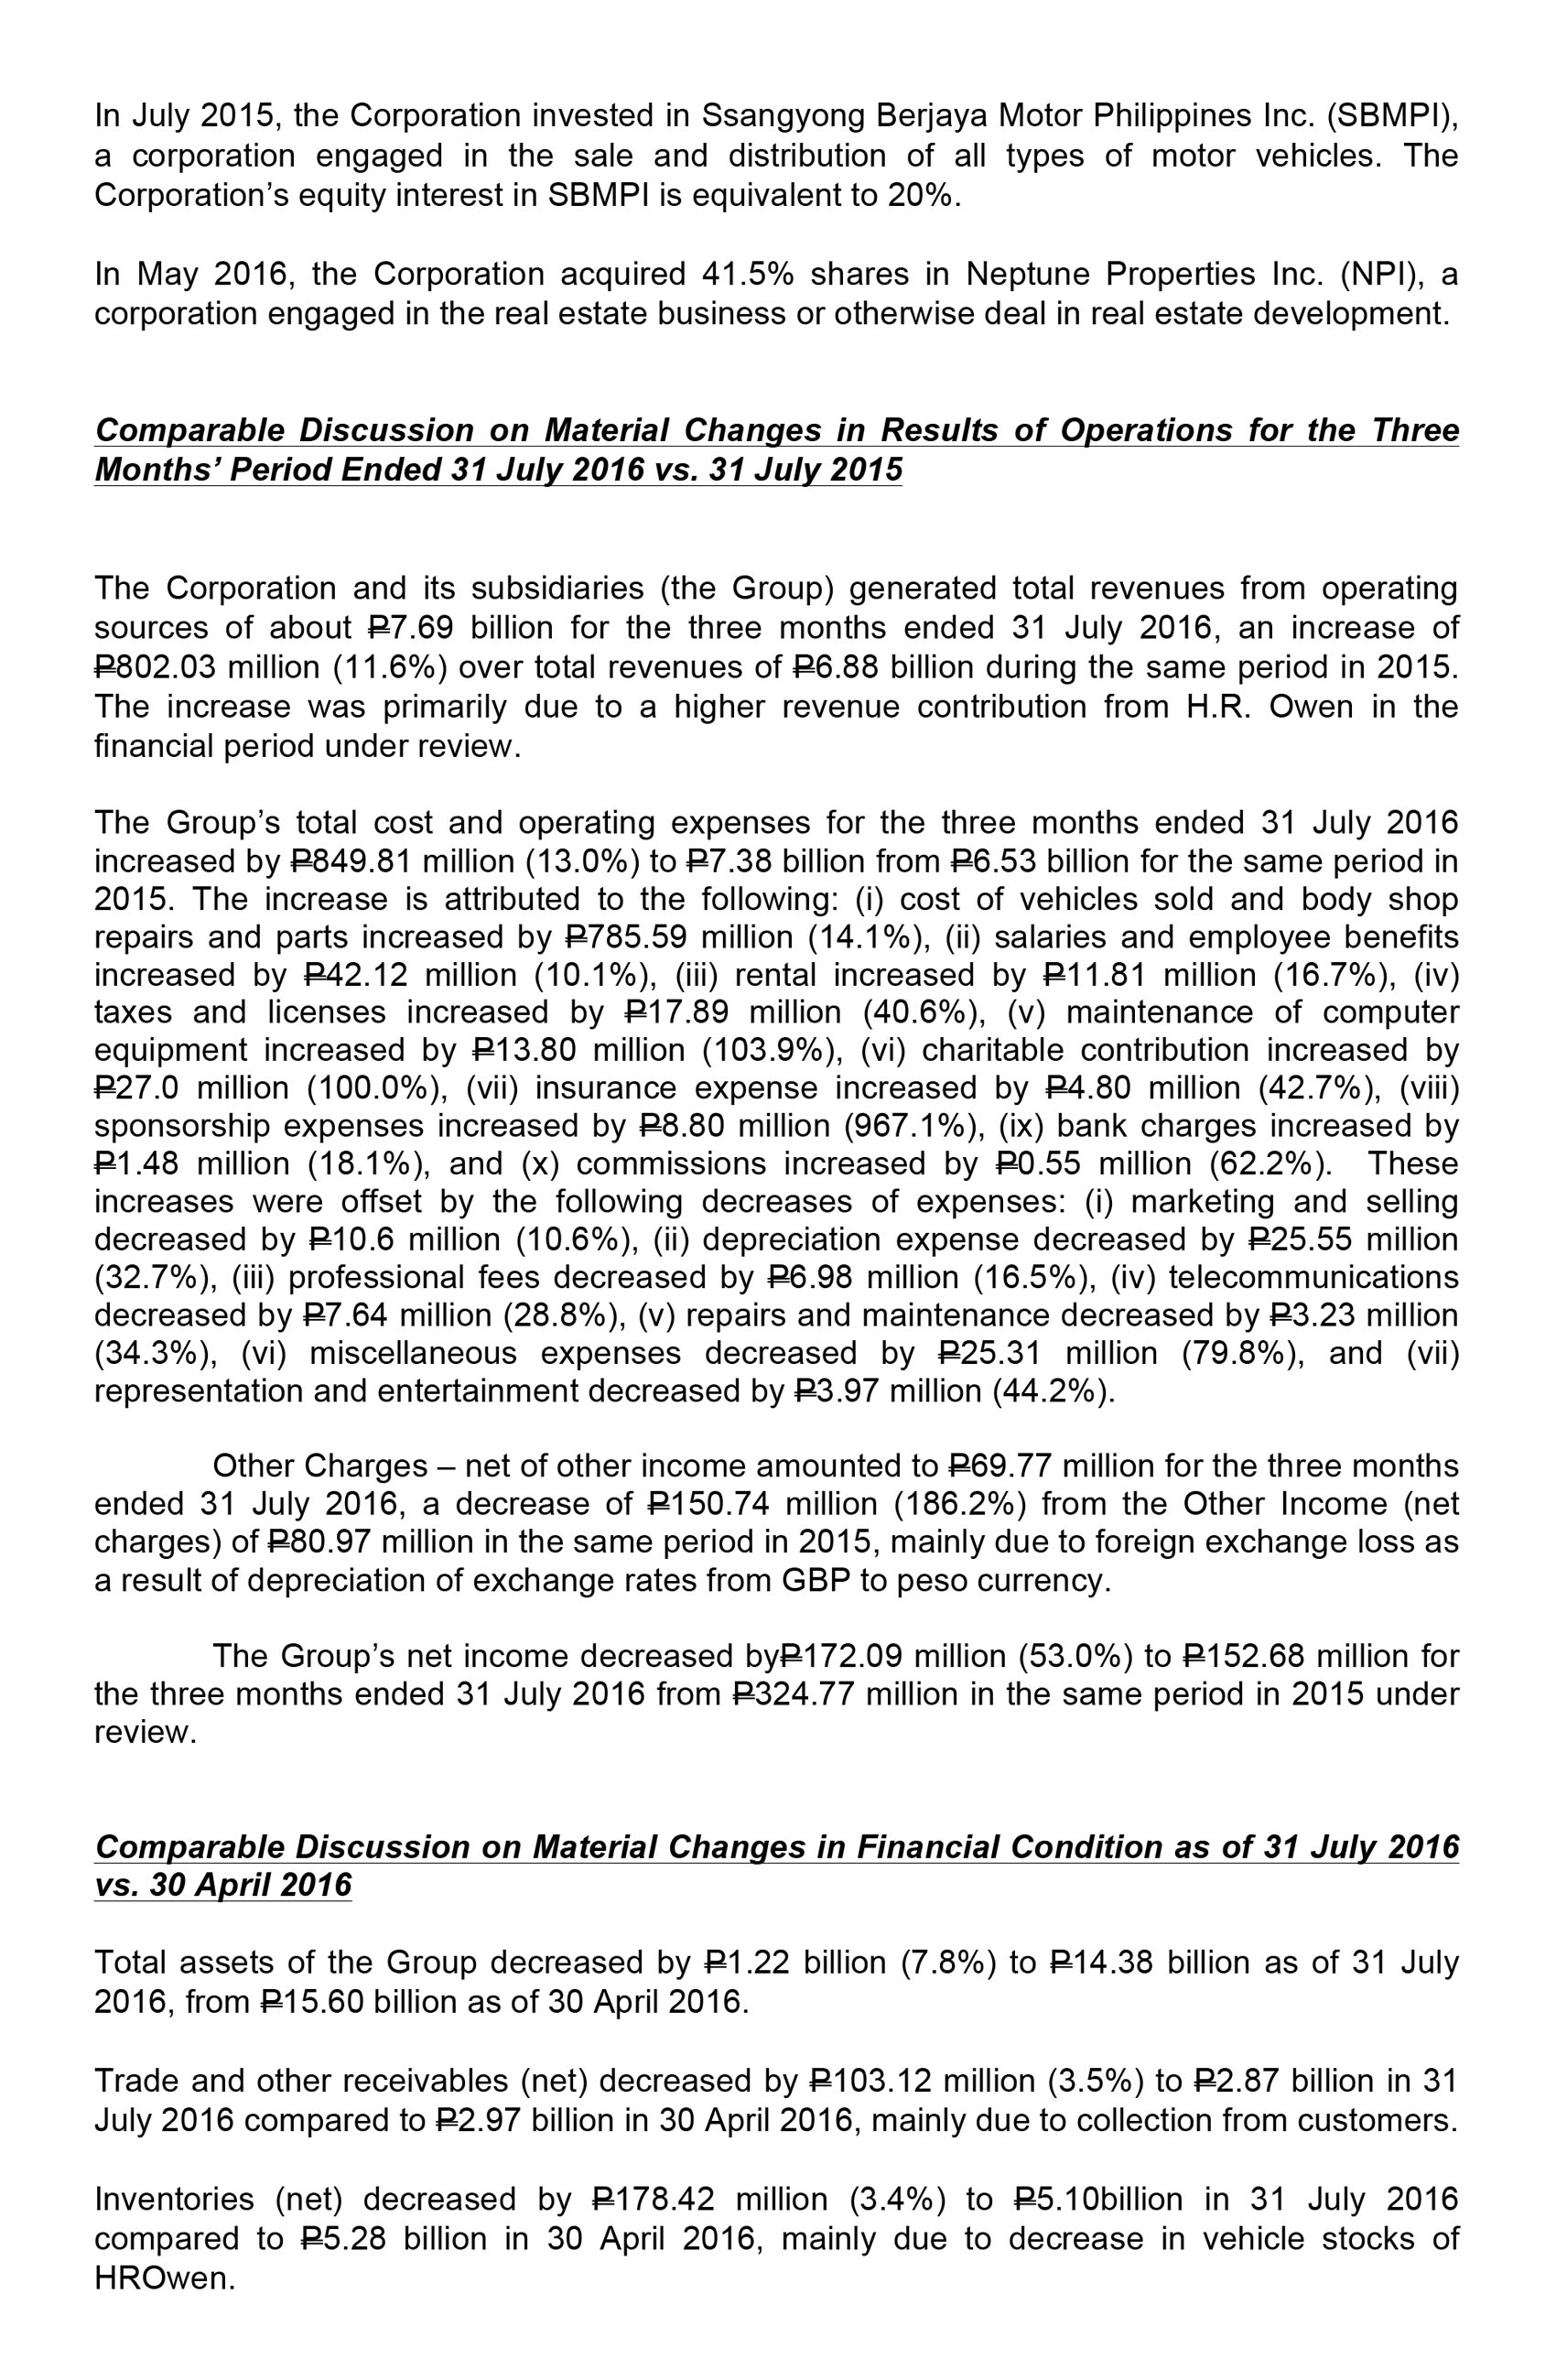 In July 2015, the Corporation invested in Ssangyong Berjaya Motor Philippines Inc. (SBMPI),
a corporation engaged in the sale and distribution of all types of motor vehicles. The
Corporation’s equity interest in SBMPI is equivalent to 20%.
In May 2016, the Corporation acquired 41.5% shares in Neptune Properties Inc. (NPI), a
corporation engaged in the real estate business or otherwise deal in real estate development.
Comparable Discussion on Material Changes in Results of Operations for the Three
Months’ Period Ended 31 July 2016 vs. 31 July 2015
The Corporation and its subsidiaries (the Group) generated total revenues from operating
sources of about ₱7.69 billion for the three months ended 31 July 2016, an increase of
₱802.03 million (11.6%) over total revenues of ₱6.88 billion during the same period in 2015.
The increase was primarily due to a higher revenue contribution from H.R. Owen in the
financial period under review.
The Group’s total cost and operating expenses for the three months ended 31 July 2016
increased by ₱849.81 million (13.0%) to ₱7.38 billion from ₱6.53 billion for the same period in
2015. The increase is attributed to the following: (i) cost of vehicles sold and body shop
repairs and parts increased by ₱785.59 million (14.1%), (ii) salaries and employee benefits
increased by ₱42.12 million (10.1%), (iii) rental increased by ₱11.81 million (16.7%), (iv)
taxes and licenses increased by ₱17.89 million (40.6%), (v) maintenance of computer
equipment increased by ₱13.80 million (103.9%), (vi) charitable contribution increased by
₱27.0 million (100.0%), (vii) insurance expense increased by ₱4.80 million (42.7%), (viii)
sponsorship expenses increased by ₱8.80 million (967.1%), (ix) bank charges increased by
₱1.48 million (18.1%), and (x) commissions increased by ₱0.55 million (62.2%). These
increases were offset by the following decreases of expenses: (i) marketing and selling
decreased by ₱10.6 million (10.6%), (ii) depreciation expense decreased by ₱25.55 million
(32.7%), (iii) professional fees decreased by ₱6.98 million (16.5%), (iv) telecommunications
decreased by ₱7.64 million (28.8%), (v) repairs and maintenance decreased by ₱3.23 million
(34.3%), (vi) miscellaneous expenses decreased by ₱25.31 million (79.8%), and (vii)
representation and entertainment decreased by ₱3.97 million (44.2%).
Other Charges – net of other income amounted to ₱69.77 million for the three months
ended 31 July 2016, a decrease of ₱150.74 million (186.2%) from the Other Income (net
charges) of ₱80.97 million in the same period in 2015, mainly due to foreign exchange loss as
a result of depreciation of exchange rates from GBP to peso currency.
The Group’s net income decreased by₱172.09 million (53.0%) to ₱152.68 million for
the three months ended 31 July 2016 from ₱324.77 million in the same period in 2015 under
review.
Comparable Discussion on Material Changes in Financial Condition as of 31 July 2016
vs. 30 April 2016
Total assets of the Group decreased by ₱1.22 billion (7.8%) to ₱14.38 billion as of 31 July
2016, from ₱15.60 billion as of 30 April 2016.
Trade and other receivables (net) decreased by ₱103.12 million (3.5%) to ₱2.87 billion in 31
July 2016 compared to ₱2.97 billion in 30 April 2016, mainly due to collection from customers.
Inventories (net) decreased by ₱178.42 million (3.4%) to ₱5.10billion in 31 July 2016
compared to ₱5.28 billion in 30 April 2016, mainly due to decrease in vehicle stocks of
HROwen.